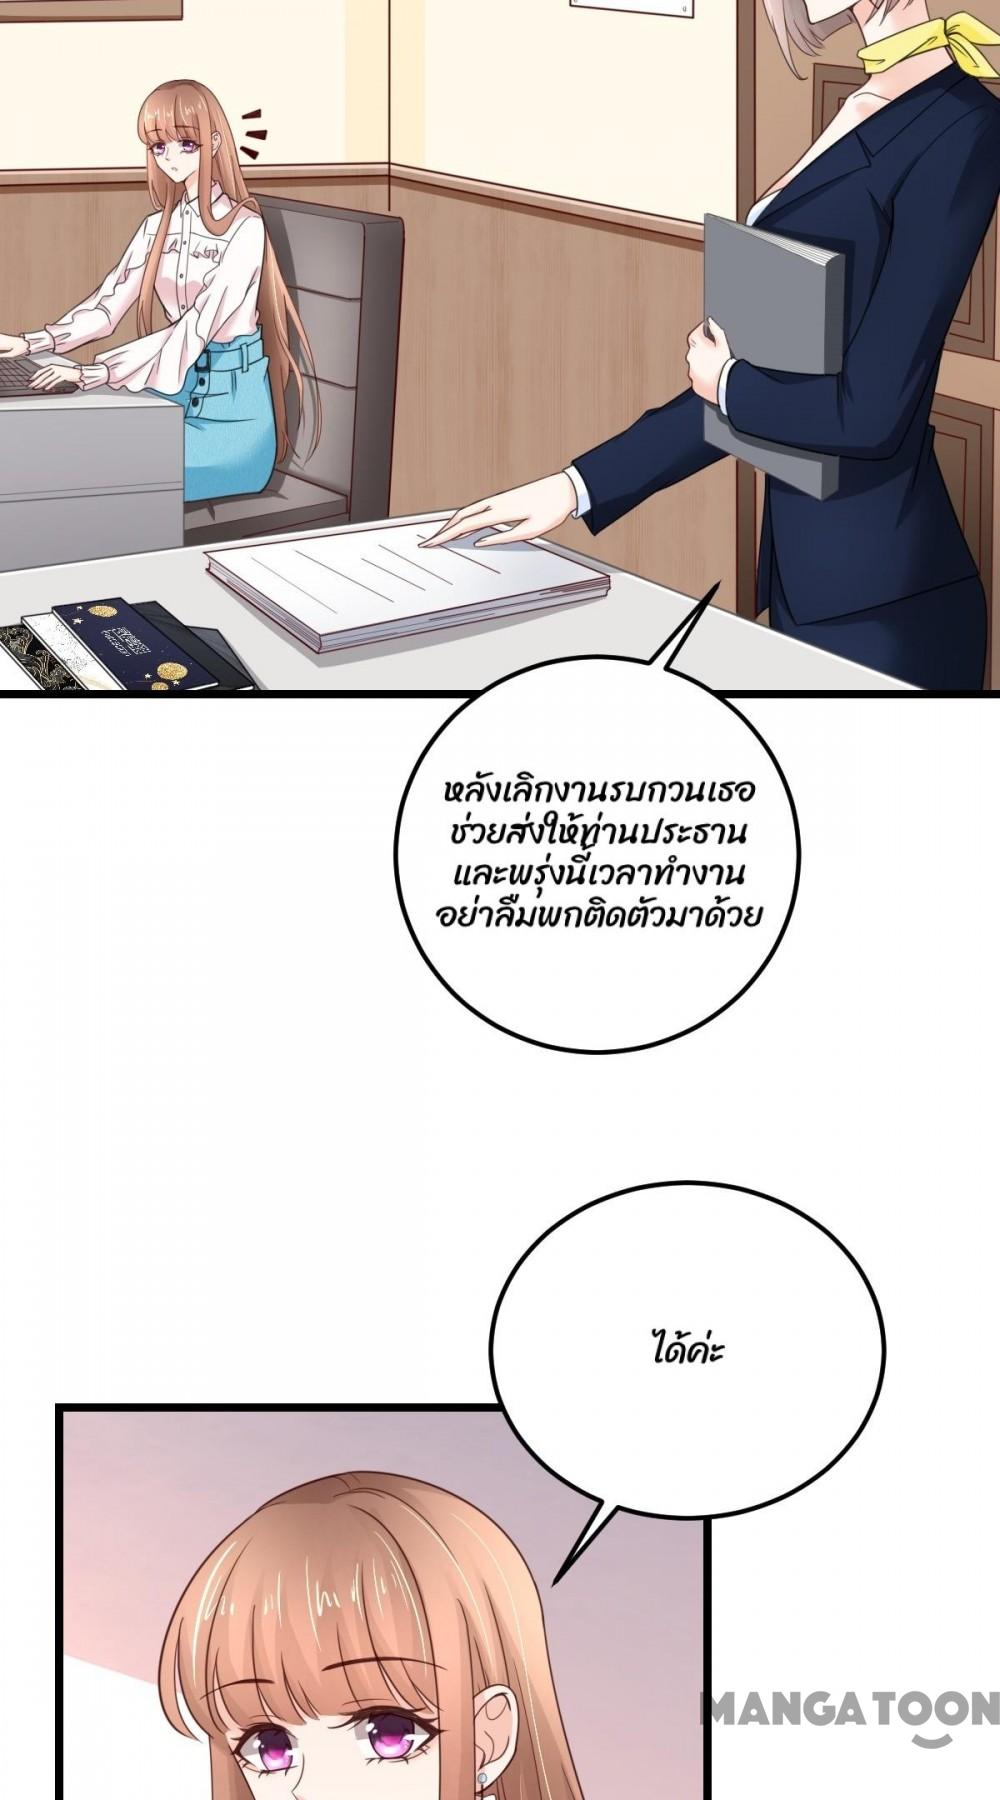 หลังเลิกงานรบกวนเธอ
ช่วยส่งให้ท่านประธาน
และพรุ่งนี้เวลาทำงาน
อย่าลืมพกติดตัวมาด้วย
ได้ค่ะ
MANGATOON